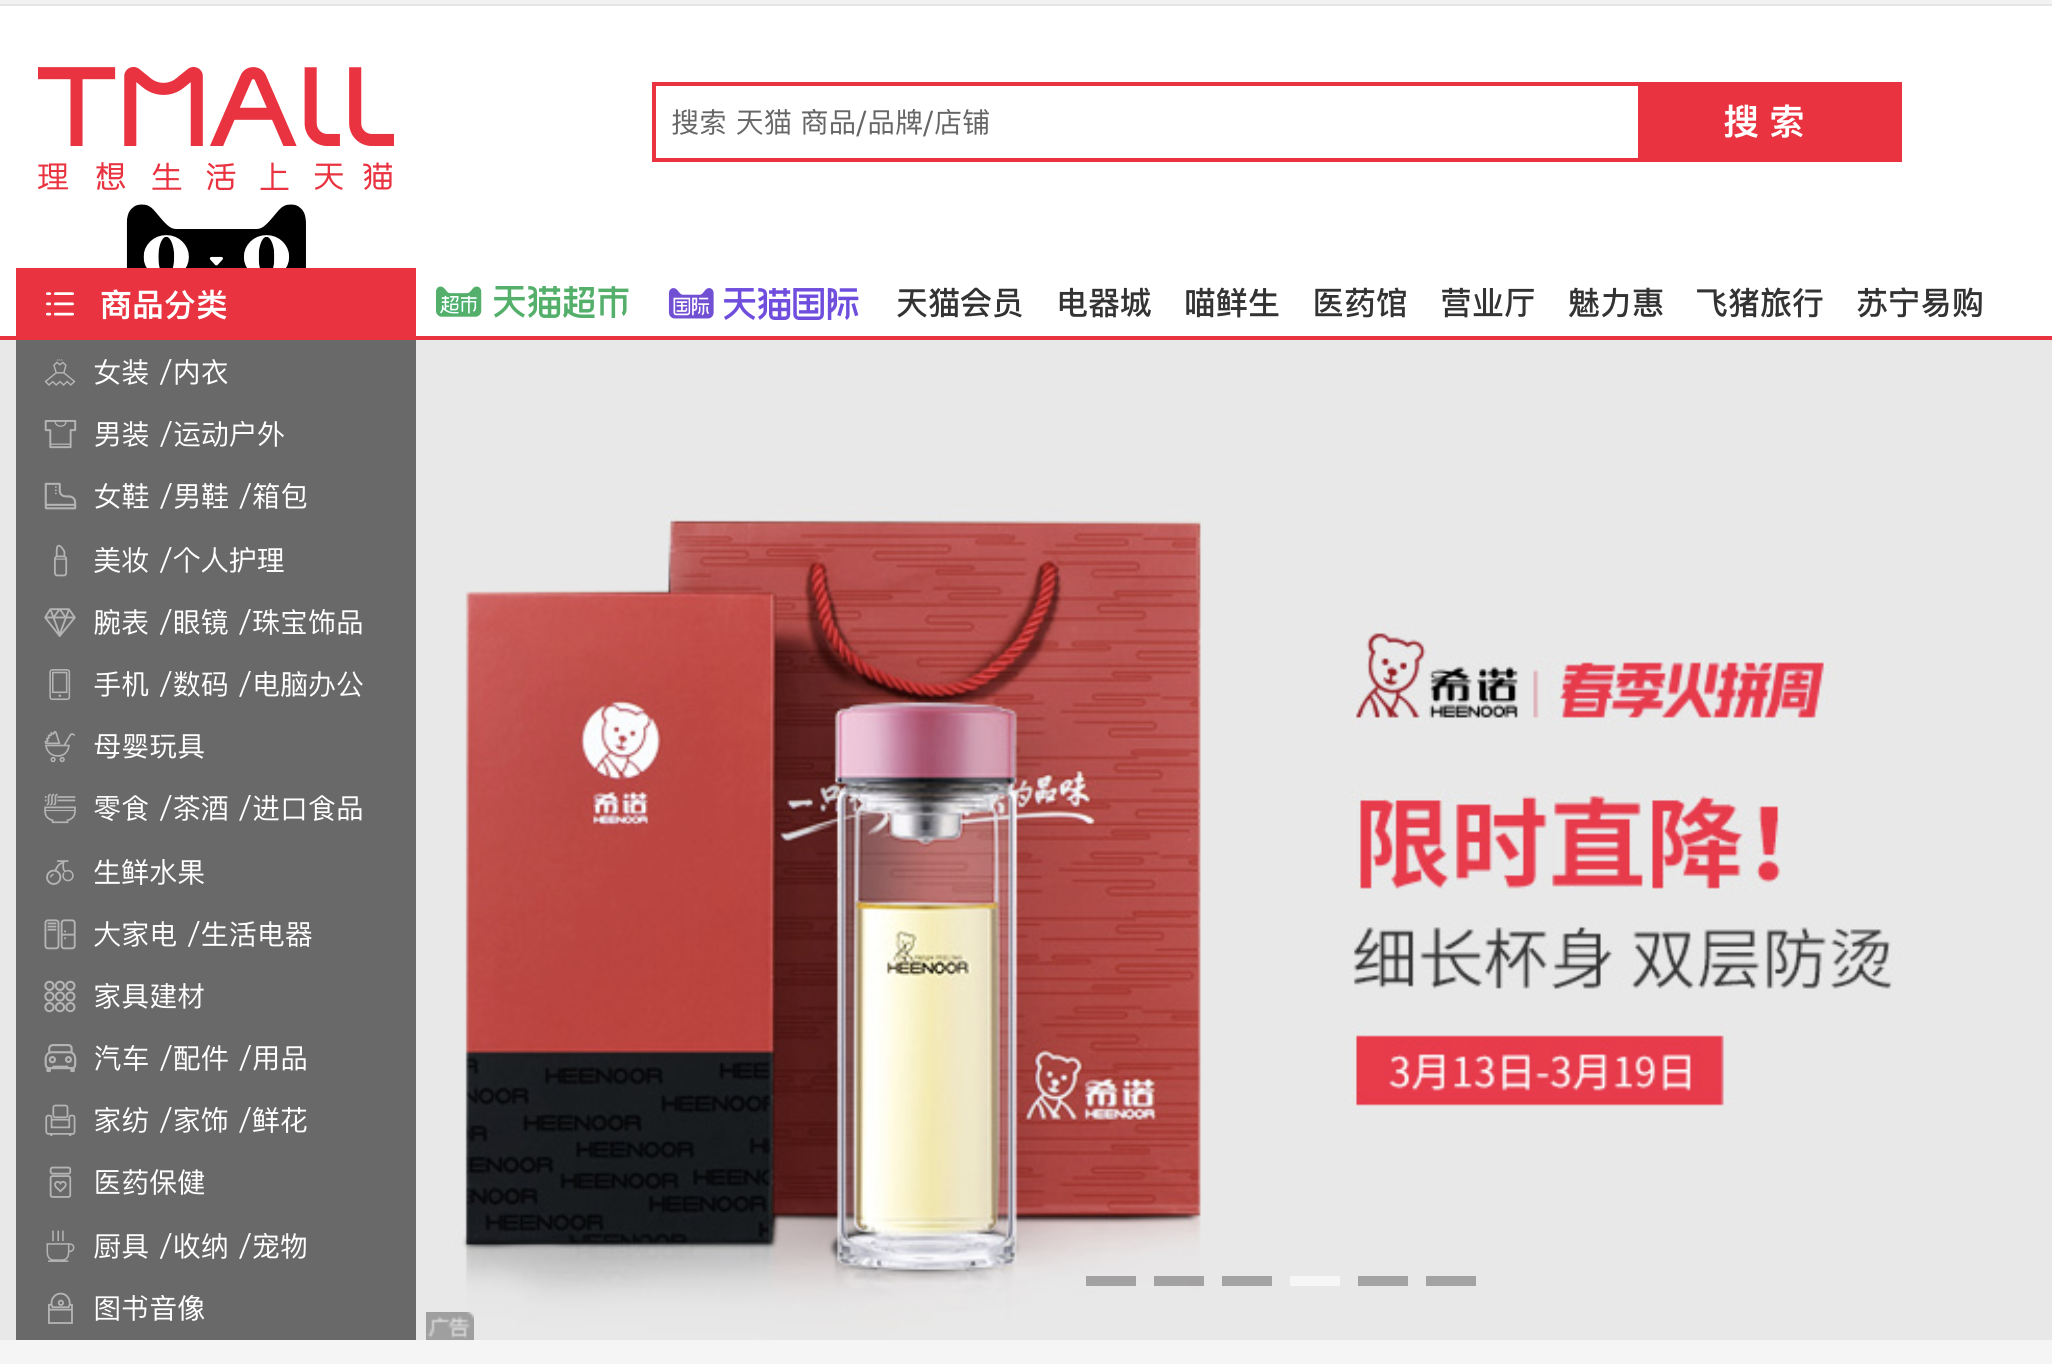 TMALL
理想生活上天猫
搜索 天猫 商品/品牌/店铺
搜 索
商品分类
超市 天猫超市
国际 天猫国际
天猫会员
电器城
喵鲜生
医药馆
营业厅
魅力惠
飞猪旅行
苏宁易购
女装 /内衣
男装 /运动户外
女鞋 /男鞋 /箱包
美妆 /个人护理
腕表 /眼镜 /珠宝饰品
手机 /数码 /电脑办公
母婴玩具
零食 /茶酒 /进口食品
生鲜水果
大家电 /生活电器
家具建材
汽车 /配件 /用品
家纺 /家饰 /鲜花
医药保健
厨具 /收纳 /宠物
图书音像
希诺
HEENOOR
一只
的品味
HEENOOR
希诺
HEENOOR
HEENOOR
HEENOOR
HEENOOR
HEENOOR
HEENOOR
HEENOOR
HEENOOR
希诺
HEENOOR
春季火拼周
限时直降!
细长杯身 双层防烫
3月13日-3月19日
广告